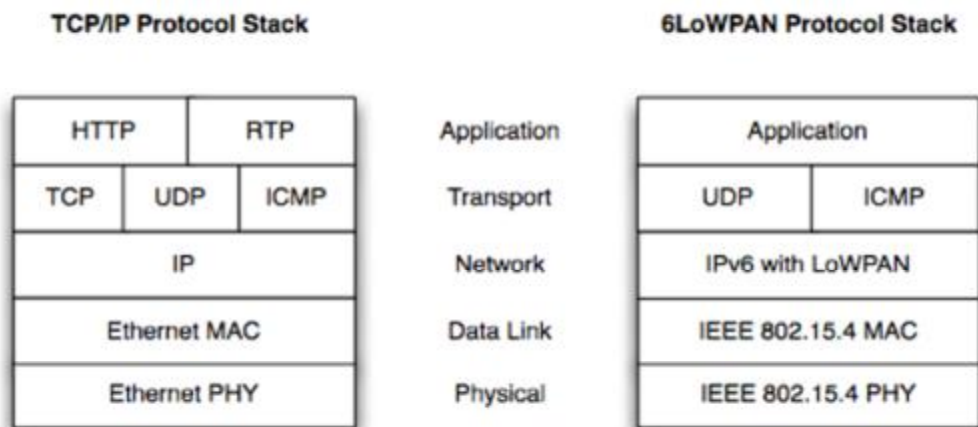 TCP/IP Protocol Stack 6LoWPAN Protocol Stack
HTTP RTP Application Application
TCP UDP ICMP Transport UDP ICMP
IP Network IPv6 with LoWPAN
Ethernet MAC Data Link IEEE 802.15.4 MAC
Ethernet PHY Physical IEEE 802.15.4 PHY